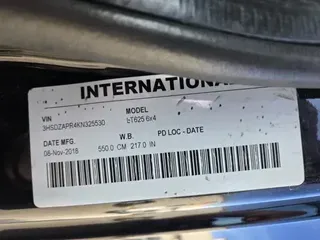 INTERNATIONAL
VIN MODEL
3HSDZAPR4KN325530 LT625 6x4
DATE MFG. W.B. PD LOC - DATE
08-Nov-2018 550.0 CM 217.0 IN